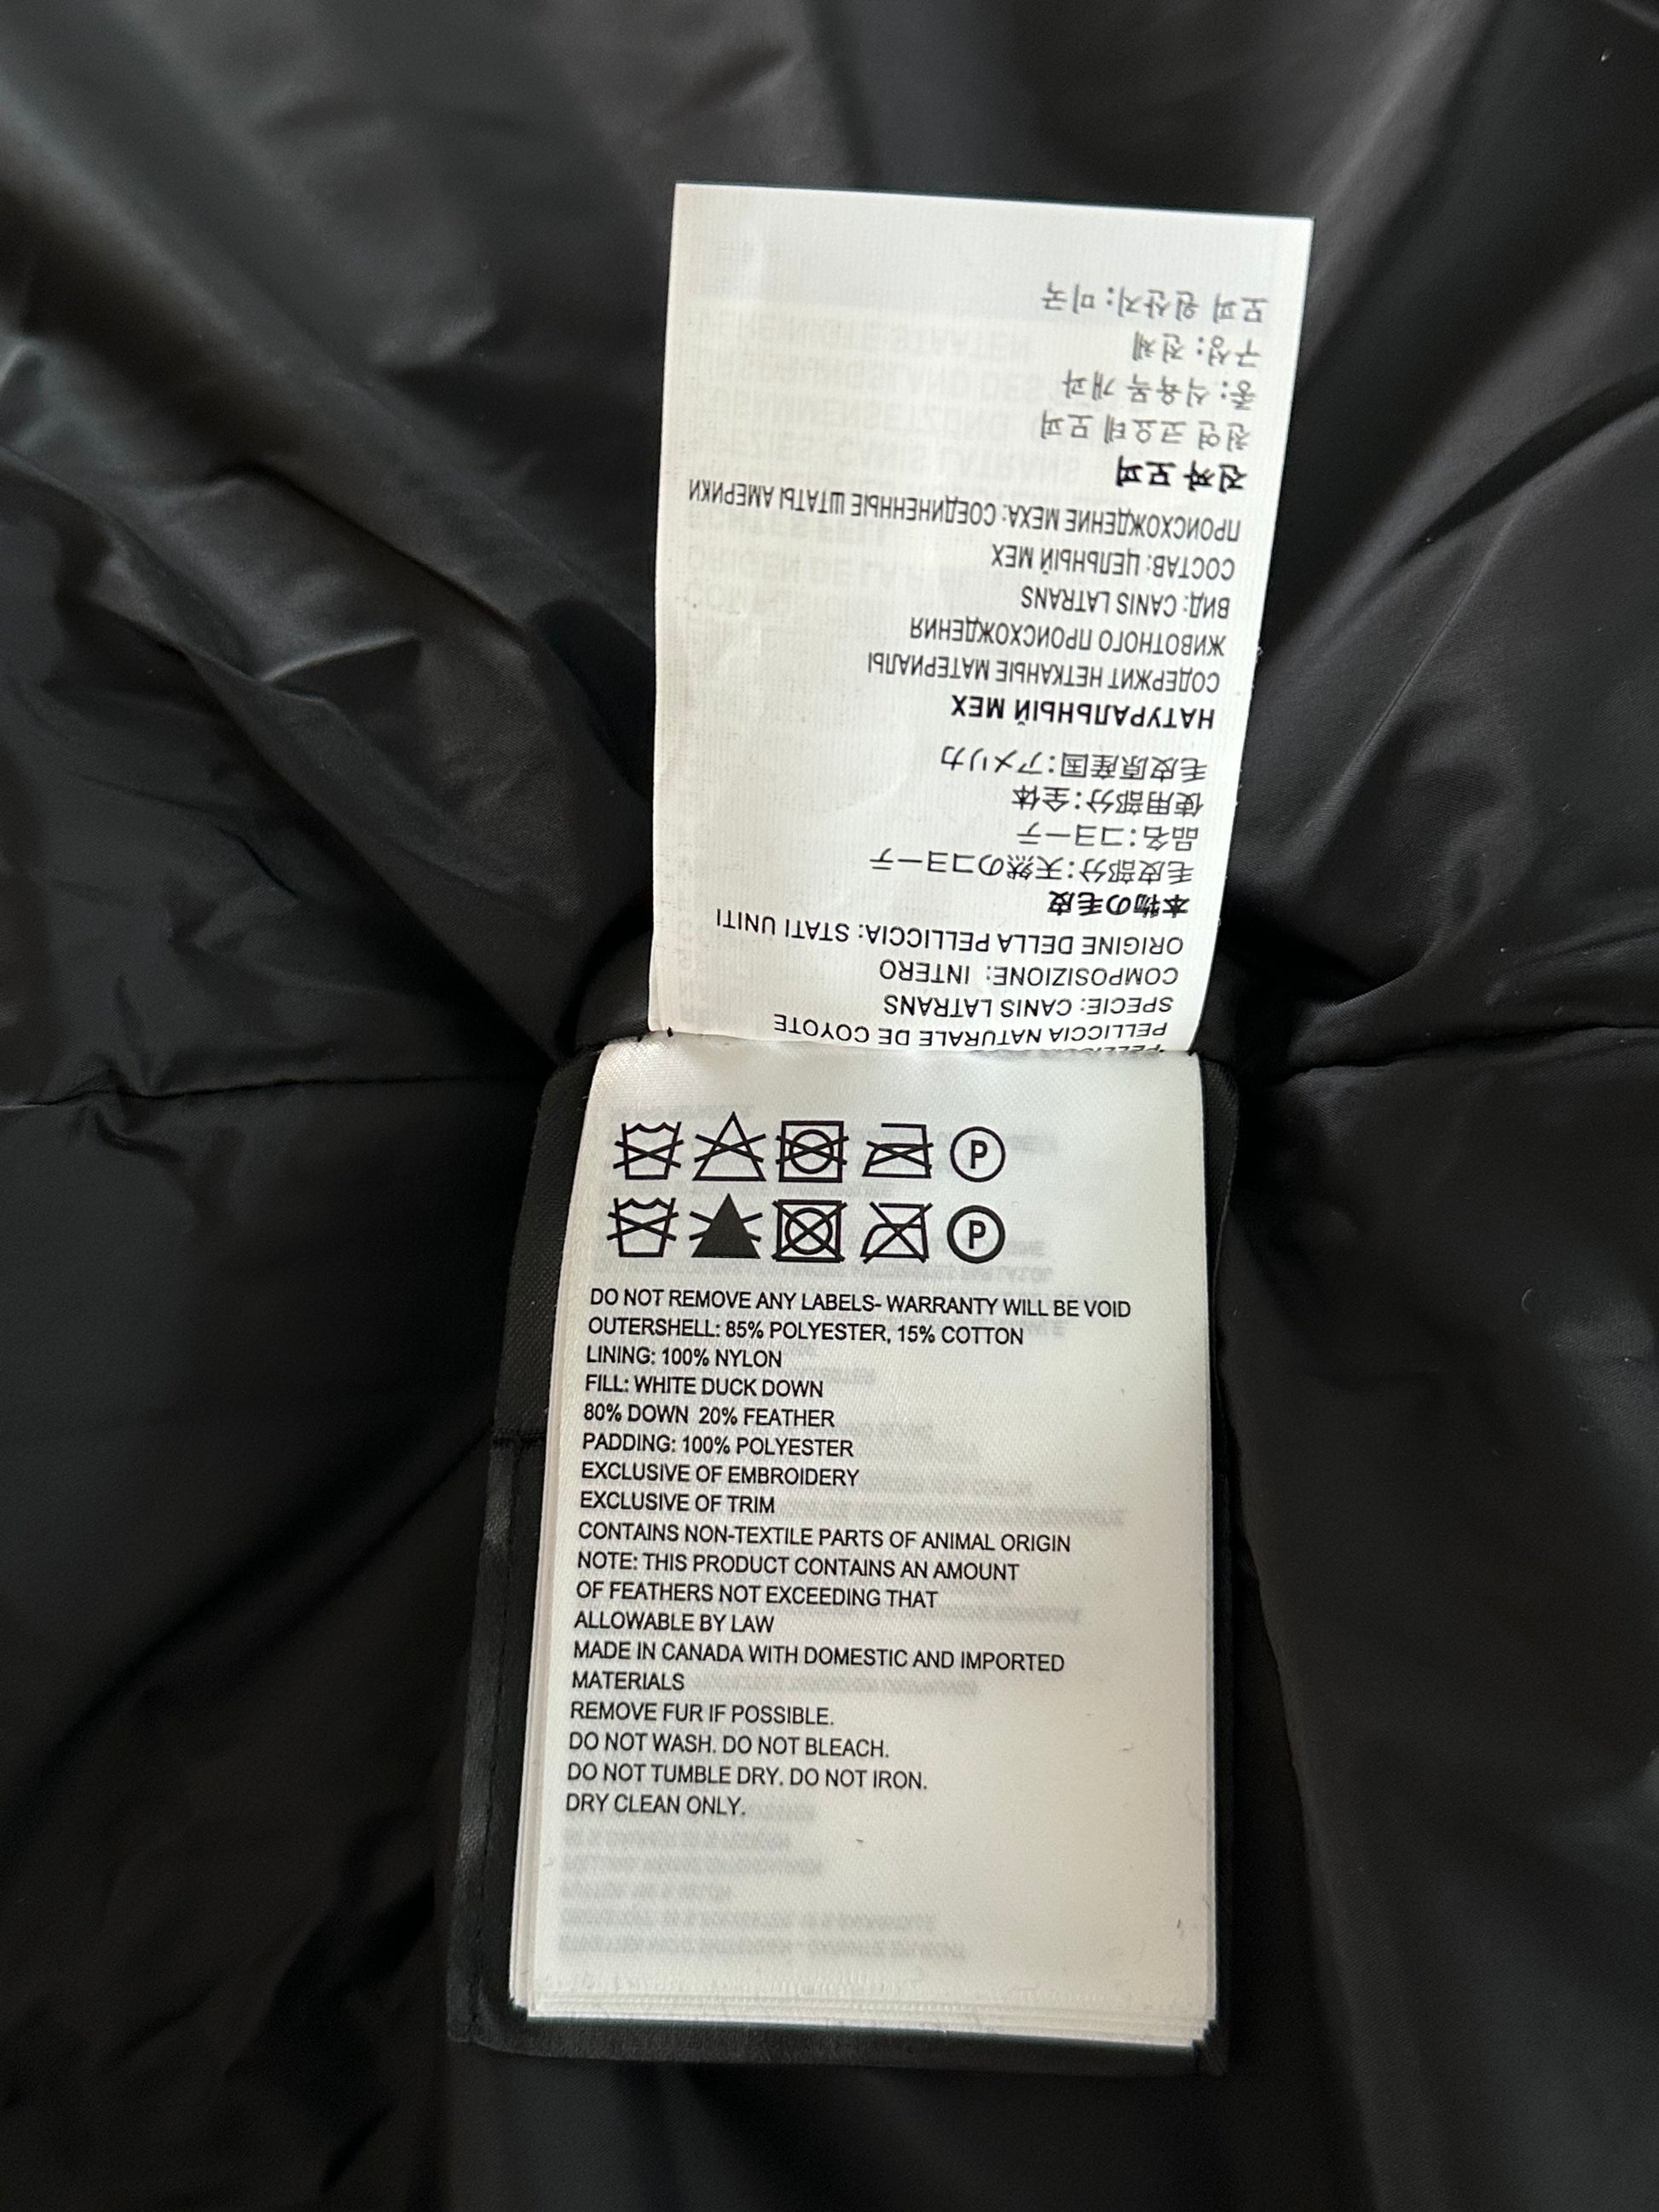 PELLICCIA NATURALE DE COYOTE
SPECIE: CANIS LATRANS
COMPOSIZIONE: INTERO
ORIGINE DELLA PELLICCIA: STATI UNITI
本物の毛皮
毛皮部分:天然のコヨーテ
品名:コヨーテ
使用部分:全体
毛皮原産国:アメリカ
НАТУРАЛЬНЫЙ МЕХ
СОДЕРЖИТ НЕТКАНЫЕ МАТЕРИАЛЫ
ЖИВОТНОГО ПРОИСХОЖДЕНИЯ
ВИД: CANIS LATRANS
СОСТАВ: ЦЕЛЬНЫЙ МЕХ
ПРОИСХОЖДЕНИЕ МЕХА: СОЕДИНЕННЫЕ ШТАТЫ АМЕРИКИ
진짜 모피
천연 코요테 모피
종: 식육목 개과
구성: 전체
모피 원산지: 미국
P
P
DO NOT REMOVE ANY LABELS- WARRANTY WILL BE VOID
OUTERSHELL: 85% POLYESTER, 15% COTTON
LINING: 100% NYLON
FILL: WHITE DUCK DOWN
80% DOWN 20% FEATHER
PADDING: 100% POLYESTER
EXCLUSIVE OF EMBROIDERY
EXCLUSIVE OF TRIM
CONTAINS NON-TEXTILE PARTS OF ANIMAL ORIGIN
NOTE: THIS PRODUCT CONTAINS AN AMOUNT
OF FEATHERS NOT EXCEEDING THAT
ALLOWABLE BY LAW
MADE IN CANADA WITH DOMESTIC AND IMPORTED
MATERIALS
REMOVE FUR IF POSSIBLE.
DO NOT WASH. DO NOT BLEACH.
DO NOT TUMBLE DRY. DO NOT IRON.
DRY CLEAN ONLY.